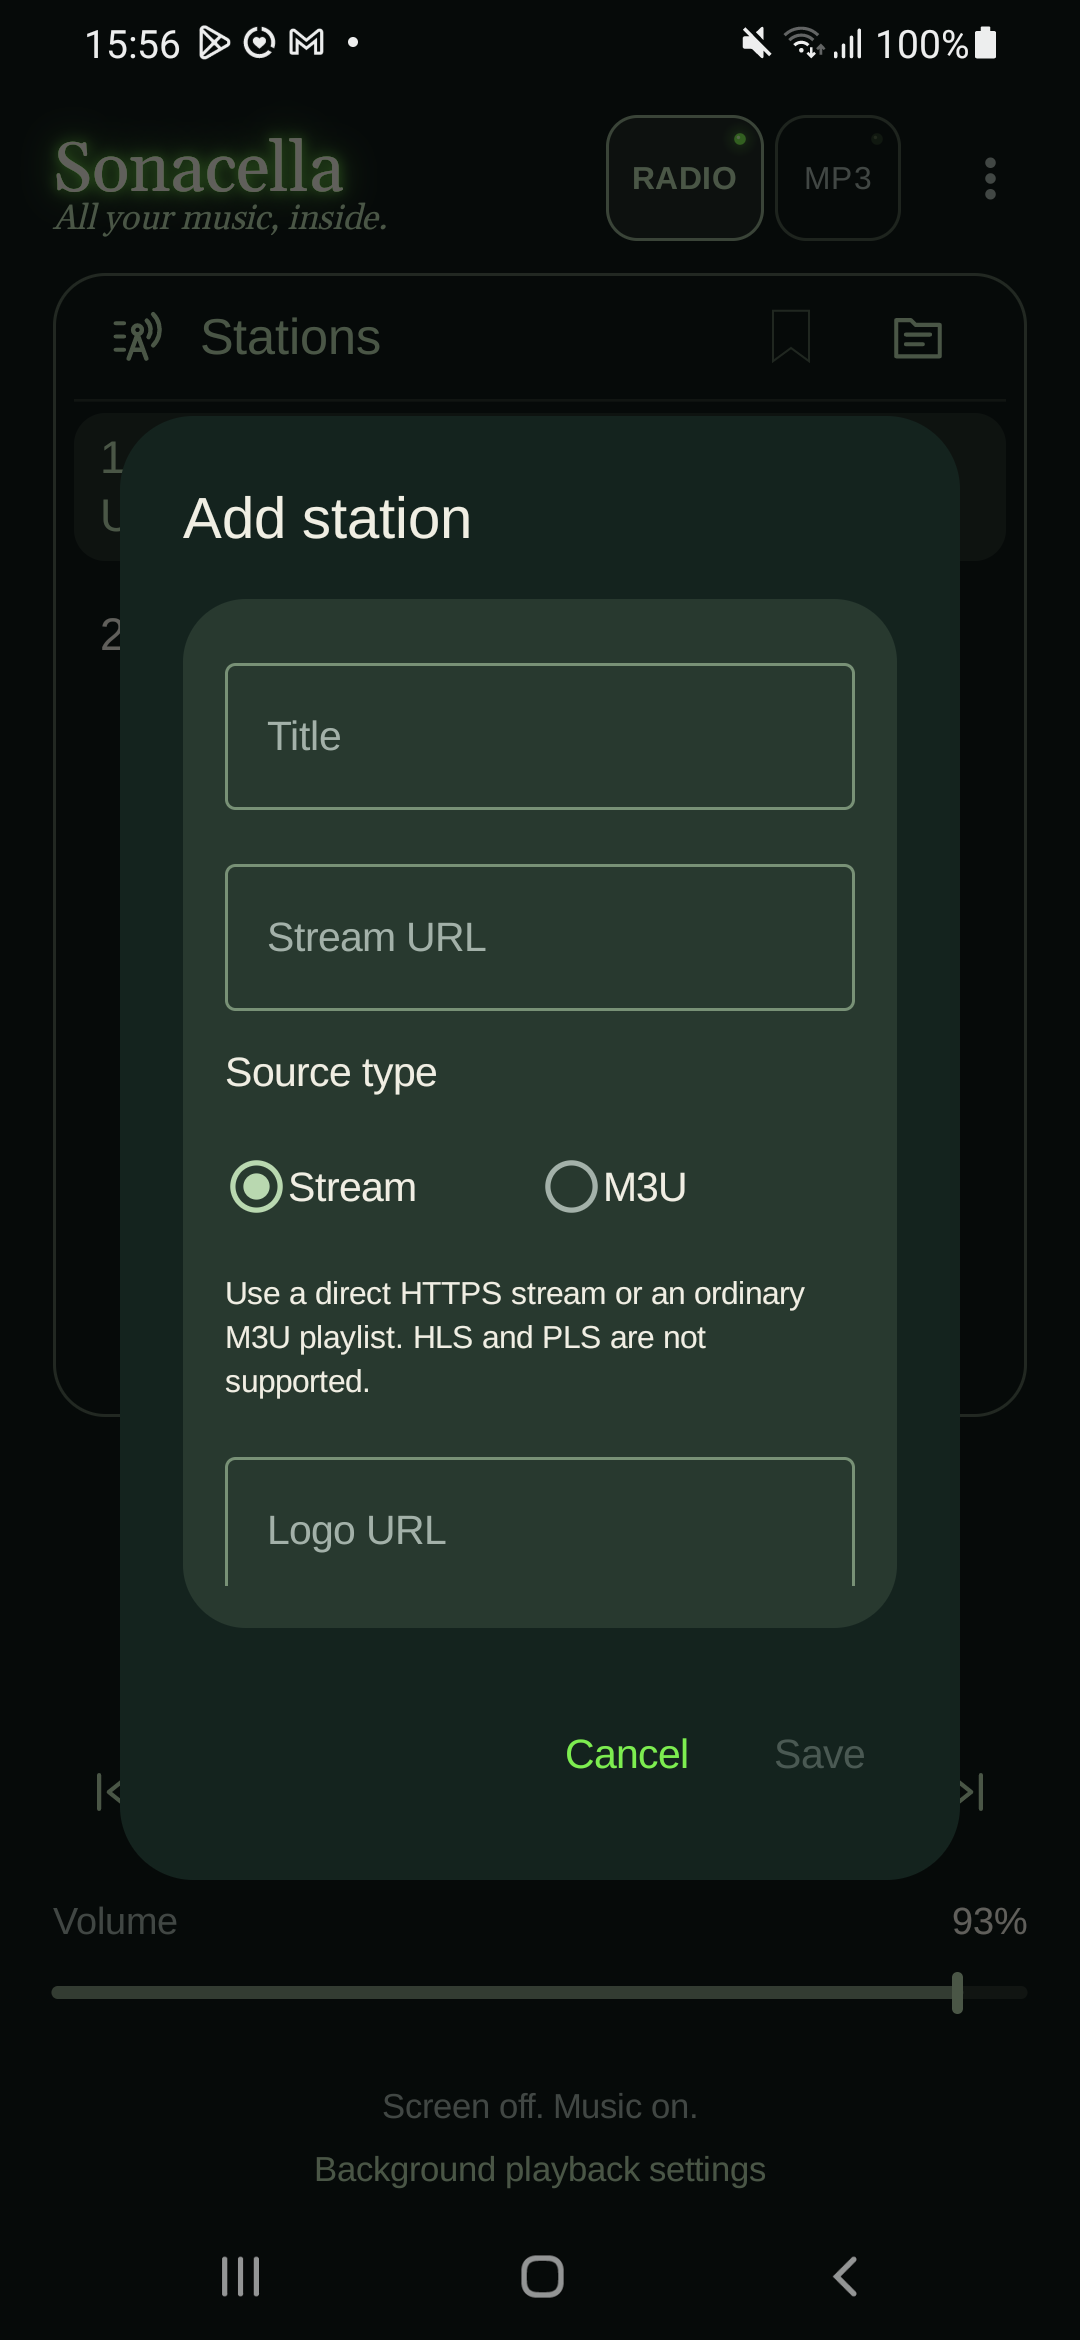 15:56
100%
Sonacella
All your music, inside.
RADIO
MP3
Stations
1
U
2
Add station
Title
Stream URL
Source type
Stream
M3U
Use a direct HTTPS stream or an ordinary
M3U playlist. HLS and PLS are not
supported.
Logo URL
Cancel
Save
Volume
93%
Screen off. Music on.
Background playback settings